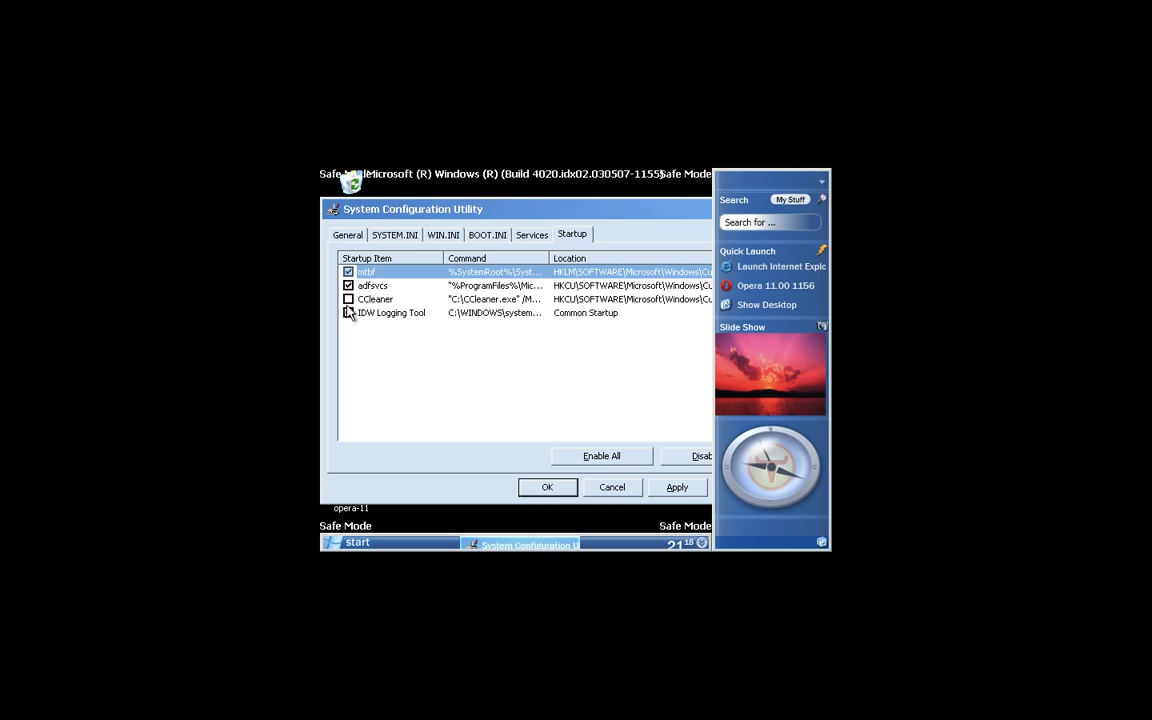 Safe Microsoft (R) Windows (R) (Build 4020.idx02.030507-1155) Safe Mode
System Configuration Utility
General SYSTEM.INI WIN.INI BOOT.INI Services Startup
Startup Item Command Location
mtbf %SystemRoot%\Syst... HKLM\SOFTWARE\Microsoft\Windows\Cu
adfsvcs "%ProgramFiles%\Mic... HKCU\SOFTWARE\Microsoft\Windows\Cu
CCleaner "C:\CCleaner.exe" /M... HKCU\SOFTWARE\Microsoft\Windows\Cu
IDW Logging Tool C:\WINDOWS\system... Common Startup
Enable All Disab
OK Cancel Apply
opera-11
Safe Mode Safe Mode
start System Configuration U 21 18
Search My Stuff
Search for ...
Quick Launch
Launch Internet Explo
Opera 11.00 1156
Show Desktop
Slide Show